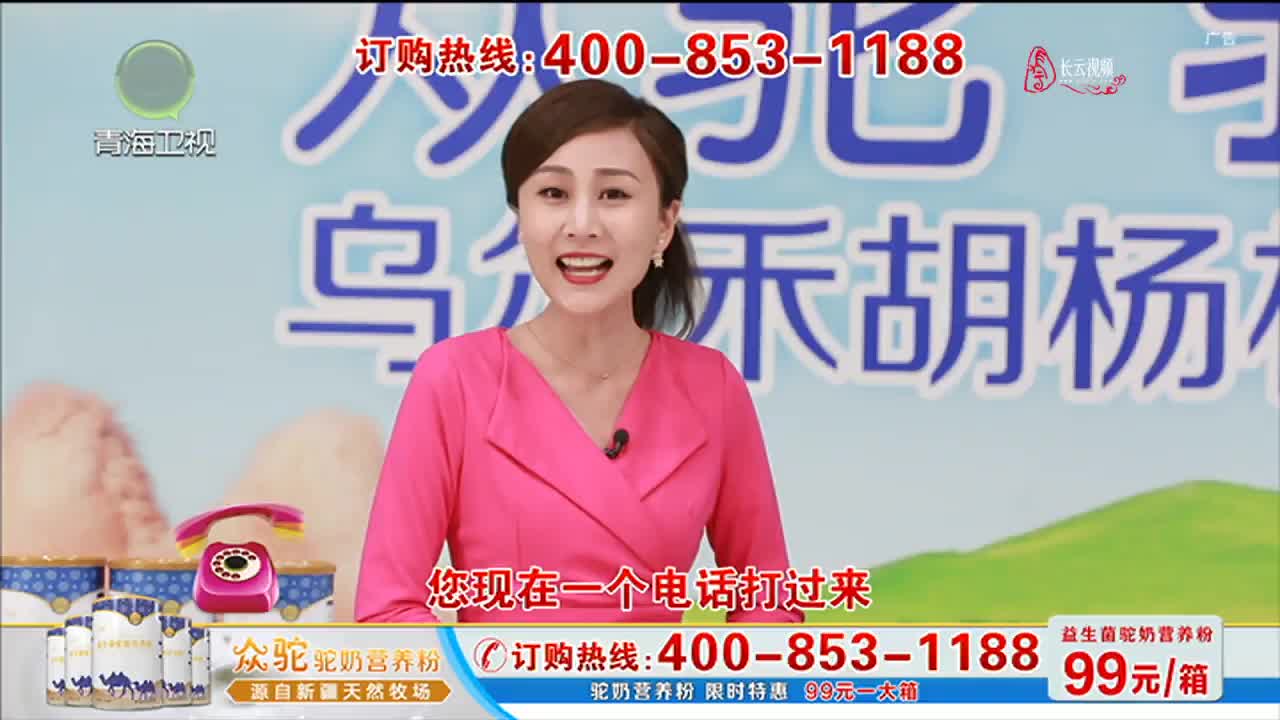 订购热线:400-853-1188
广告
长云视频
青海卫视
众驼
乌尔禾胡杨
您现在一个电话打过来
众驼 驼奶营养粉
源自新疆天然牧场
订购热线:400-853-1188
驼奶营养粉 限时特惠 99元一大箱
益生菌驼奶营养粉
99元/箱